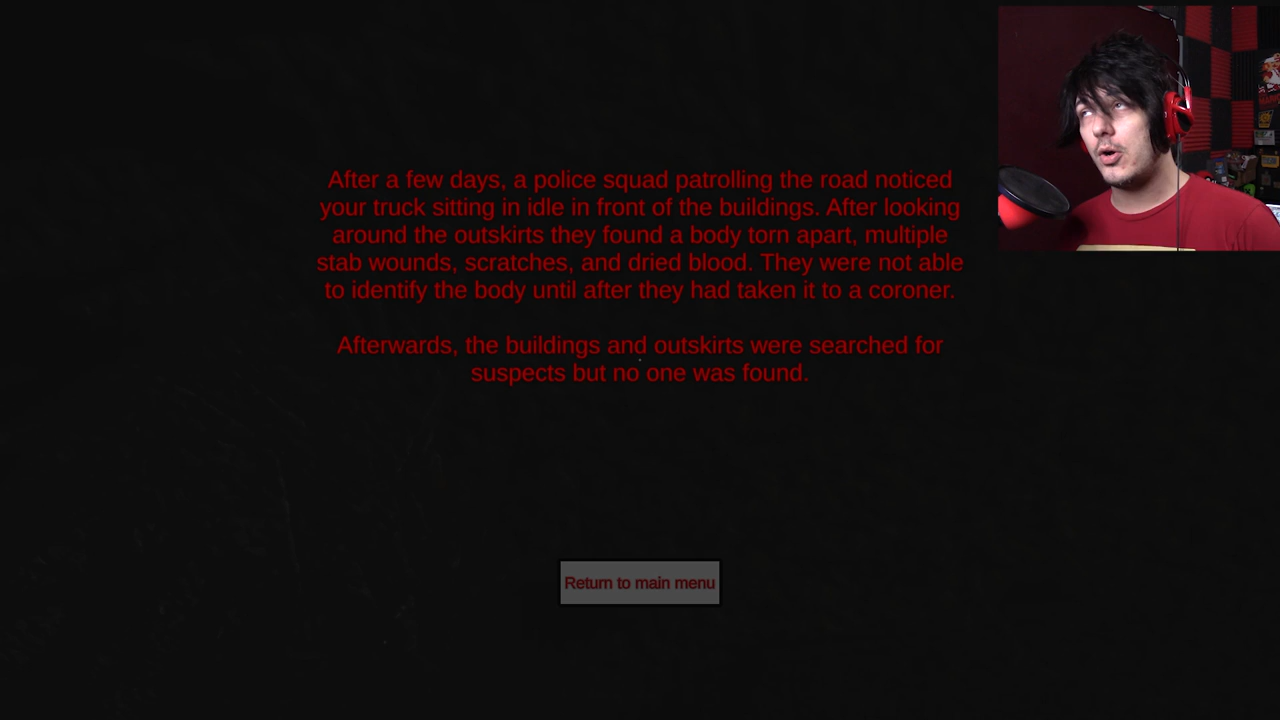 After a few days, a police squad patrolling the road noticed
your truck sitting in idle in front of the buildings. After looking
around the outskirts they found a body torn apart, multiple
stab wounds, scratches, and dried blood. They were not able
to identify the body until after they had taken it to a coroner.
Afterwards, the buildings and outskirts were searched for
suspects but no one was found.
Return to main menu